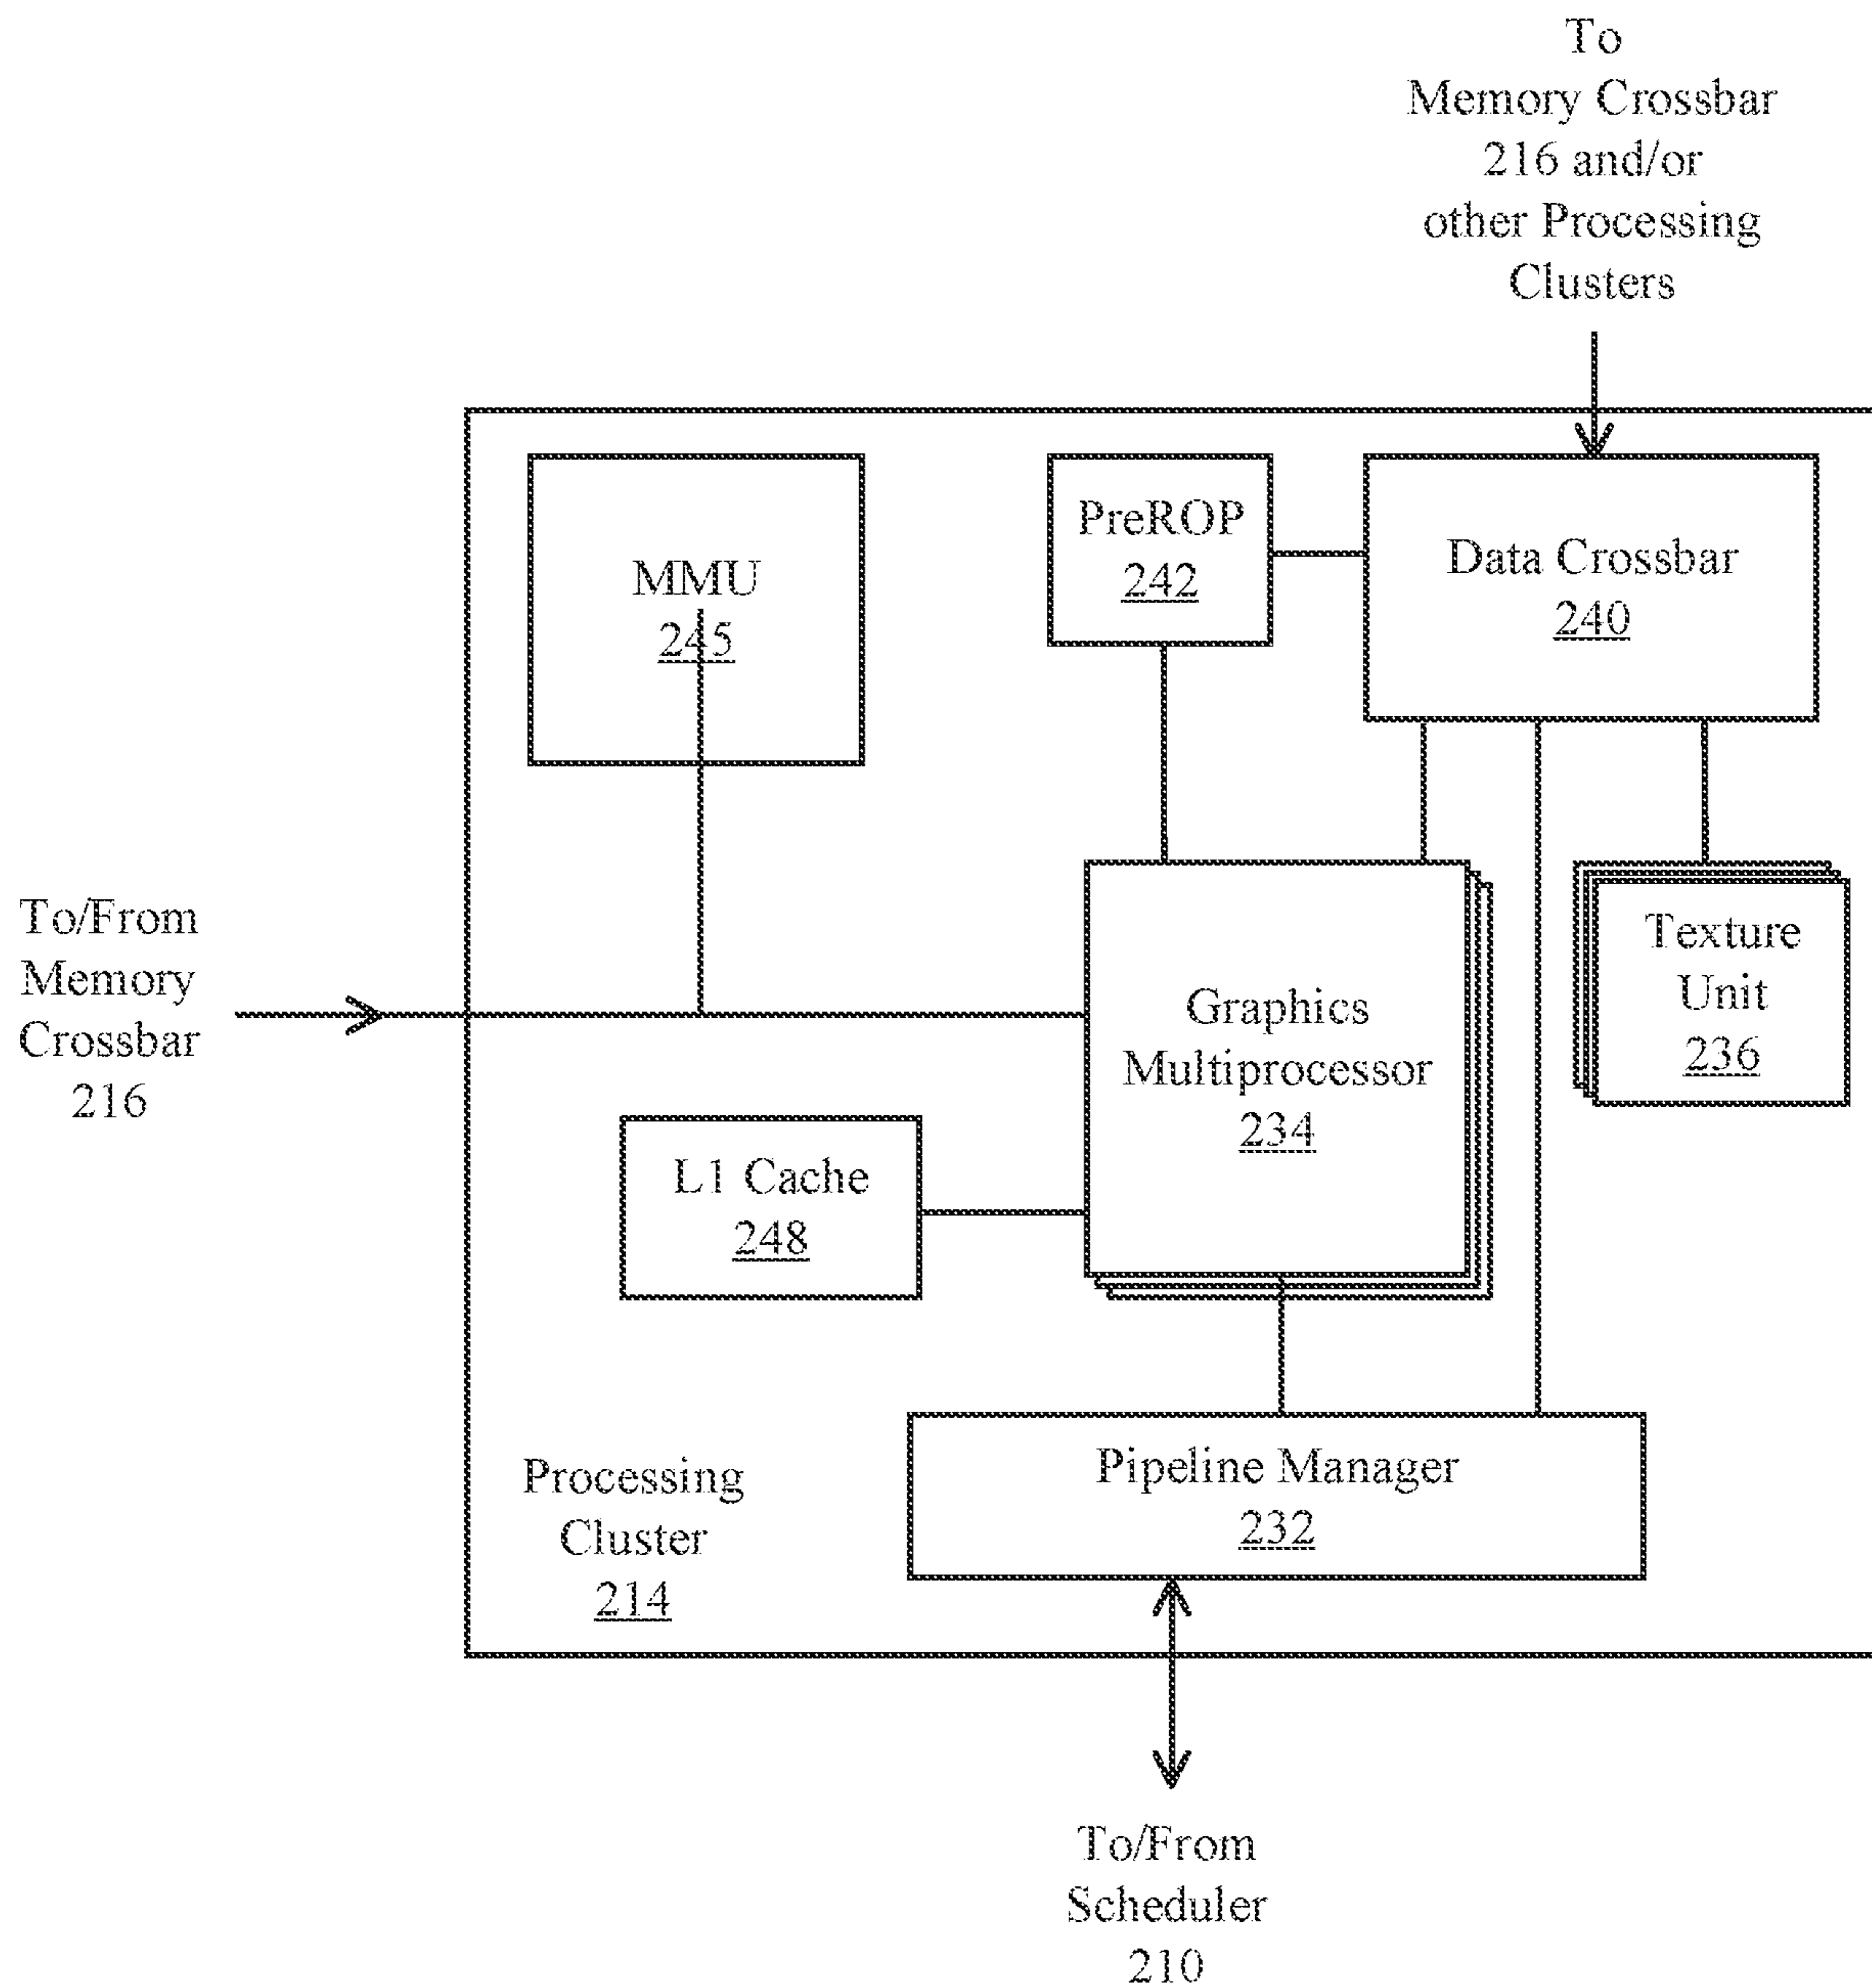 To
Memory Crossbar
216 and/or
other Processing
Clusters
MMU
245
PreROP
242
Data Crossbar
240
To/From
Memory
Crossbar
216
Graphics
Multiprocessor
234
Texture
Unit
236
L1 Cache
248
Pipeline Manager
232
Processing
Cluster
214
To/From
Scheduler
210